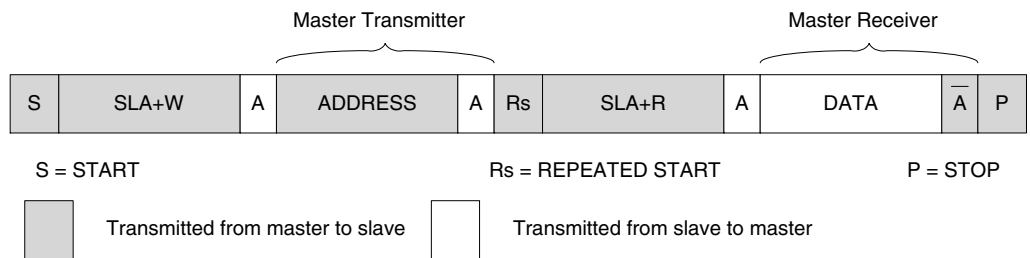 Master Transmitter Master Receiver
S SLA+W A ADDRESS A Rs SLA+R A DATA A̅ P
S = START Rs = REPEATED START P = STOP
Transmitted from master to slave Transmitted from slave to master